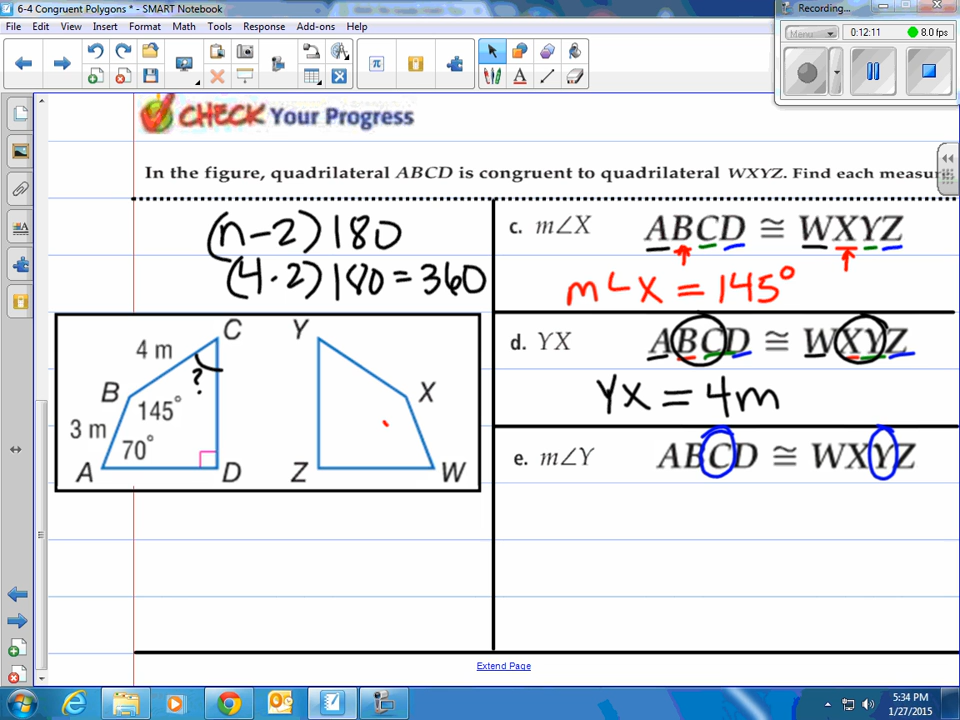 6-4 Congruent Polygons * - SMART Notebook
Recording...
File Edit View Insert Format Math Tools Response Add-ons Help
Menu 0:12:11 8.0 fps
CHECK Your Progress
In the figure, quadrilateral ABCD is congruent to quadrilateral WXYZ. Find each measur
(n-2)180
(4·2)180=360
c. m∠X ABCD ≅ WXYZ
m∠X = 145°
4 m C Y
?
B 145° X
3 m 70°
A D Z W
d. YX ABCD ≅ WXYZ
YX = 4m
e. m∠Y ABCD ≅ WXYZ
Extend Page
5:34 PM
1/27/2015